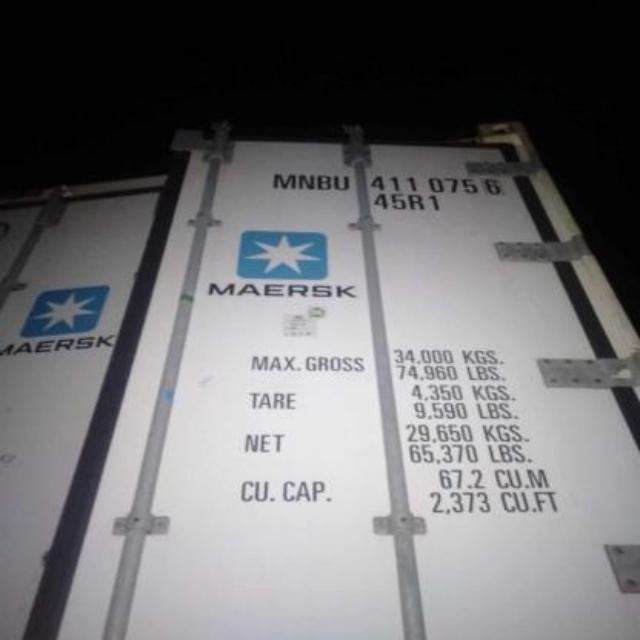 MNBU 411 075 6
45R1
MAERSK
MAERSK
MAX. GROSS 34,000 KGS.
74,960 LBS.
TARE 4,350 KGS.
9,590 LBS.
NET 29,650 KGS.
65,370 LBS.
CU. CAP. 67.2 CU.M
2,373 CU.FT